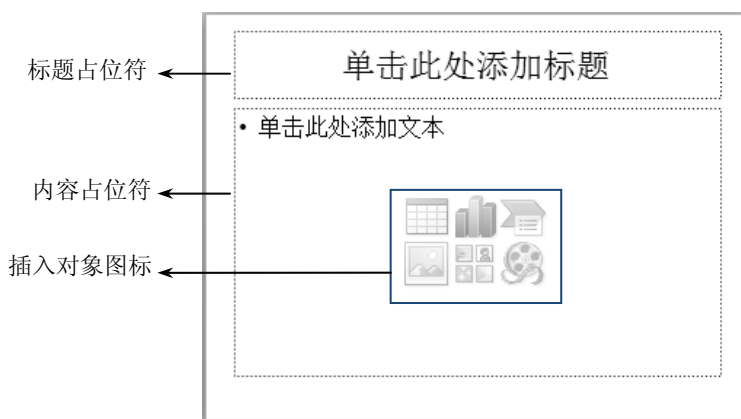 单击此处添加标题
标题占位符
• 单击此处添加文本
内容占位符
插入对象图标